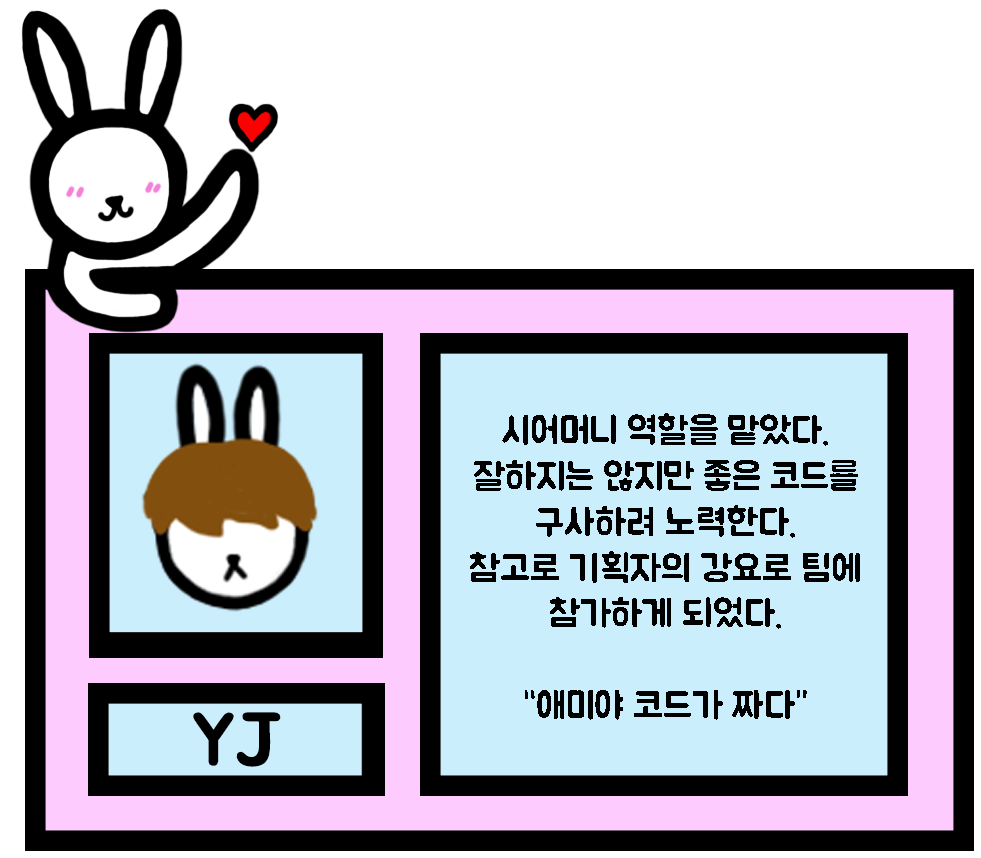 시어머니 역할을 맡았다.
잘하지는 않지만 좋은 코드를
구사하려 노력한다.
참고로 기획자의 강요로 팀에
참가하게 되었다.
"애미야 코드가 짜다"
YJ